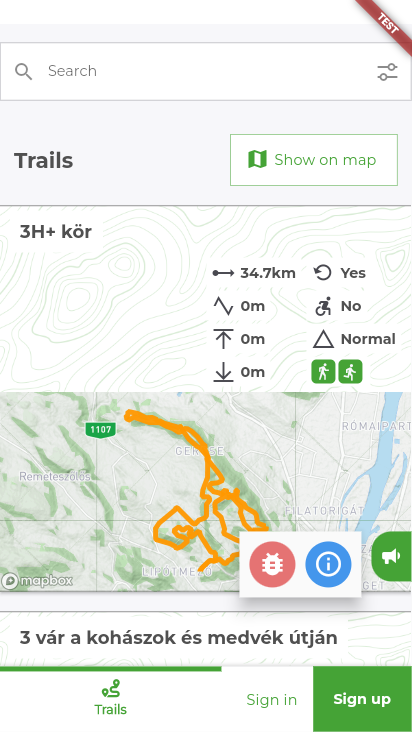 TEST
Search
Trails
Show on map
3H+ kör
34.7km
Yes
0m
No
0m
Normal
0m
1107
RÓMAIPART
Remeteszőlős
FILATORIGÁT
LIPÓTMEZŐ
mapbox
3 vár a kohászok és medvék útján
Trails
Sign in
Sign up